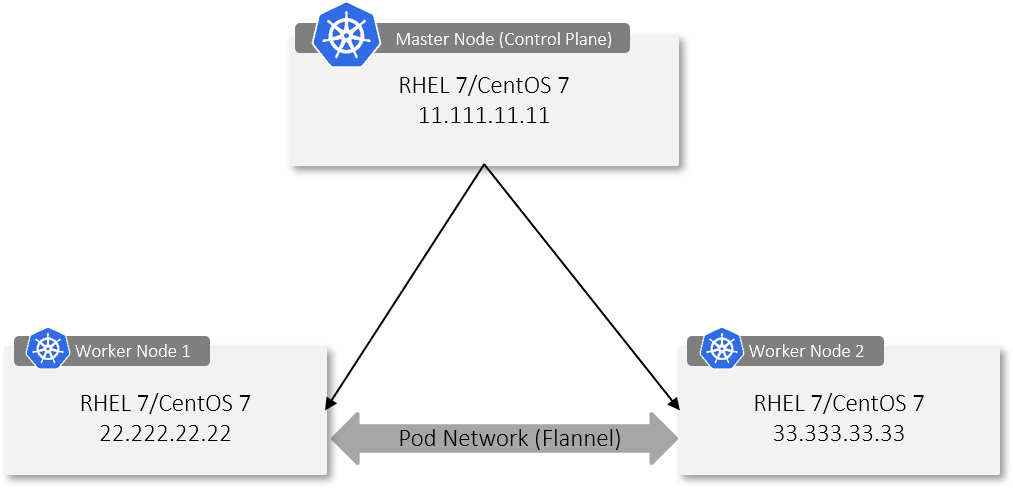 Master Node (Control Plane)
RHEL 7/CentOS 7
11.111.11.11
Worker Node 1
RHEL 7/CentOS 7
22.222.22.22
Pod Network (Flannel)
Worker Node 2
RHEL 7/CentOS 7
33.333.33.33